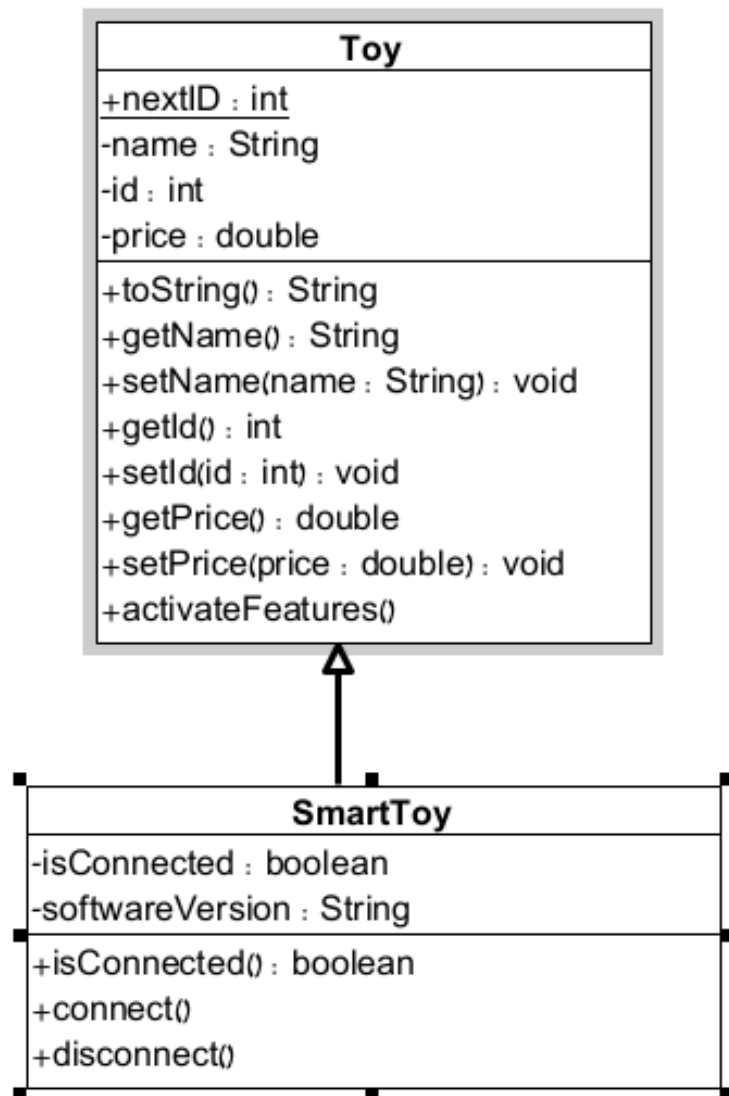 Toy
+nextID : int
-name : String
-id : int
-price : double
+toString() : String
+getName() : String
+setName(name : String) : void
+getId() : int
+setId(id : int) : void
+getPrice() : double
+setPrice(price : double) : void
+activateFeatures()
SmartToy
-isConnected : boolean
-softwareVersion : String
+isConnected() : boolean
+connect()
+disconnect()